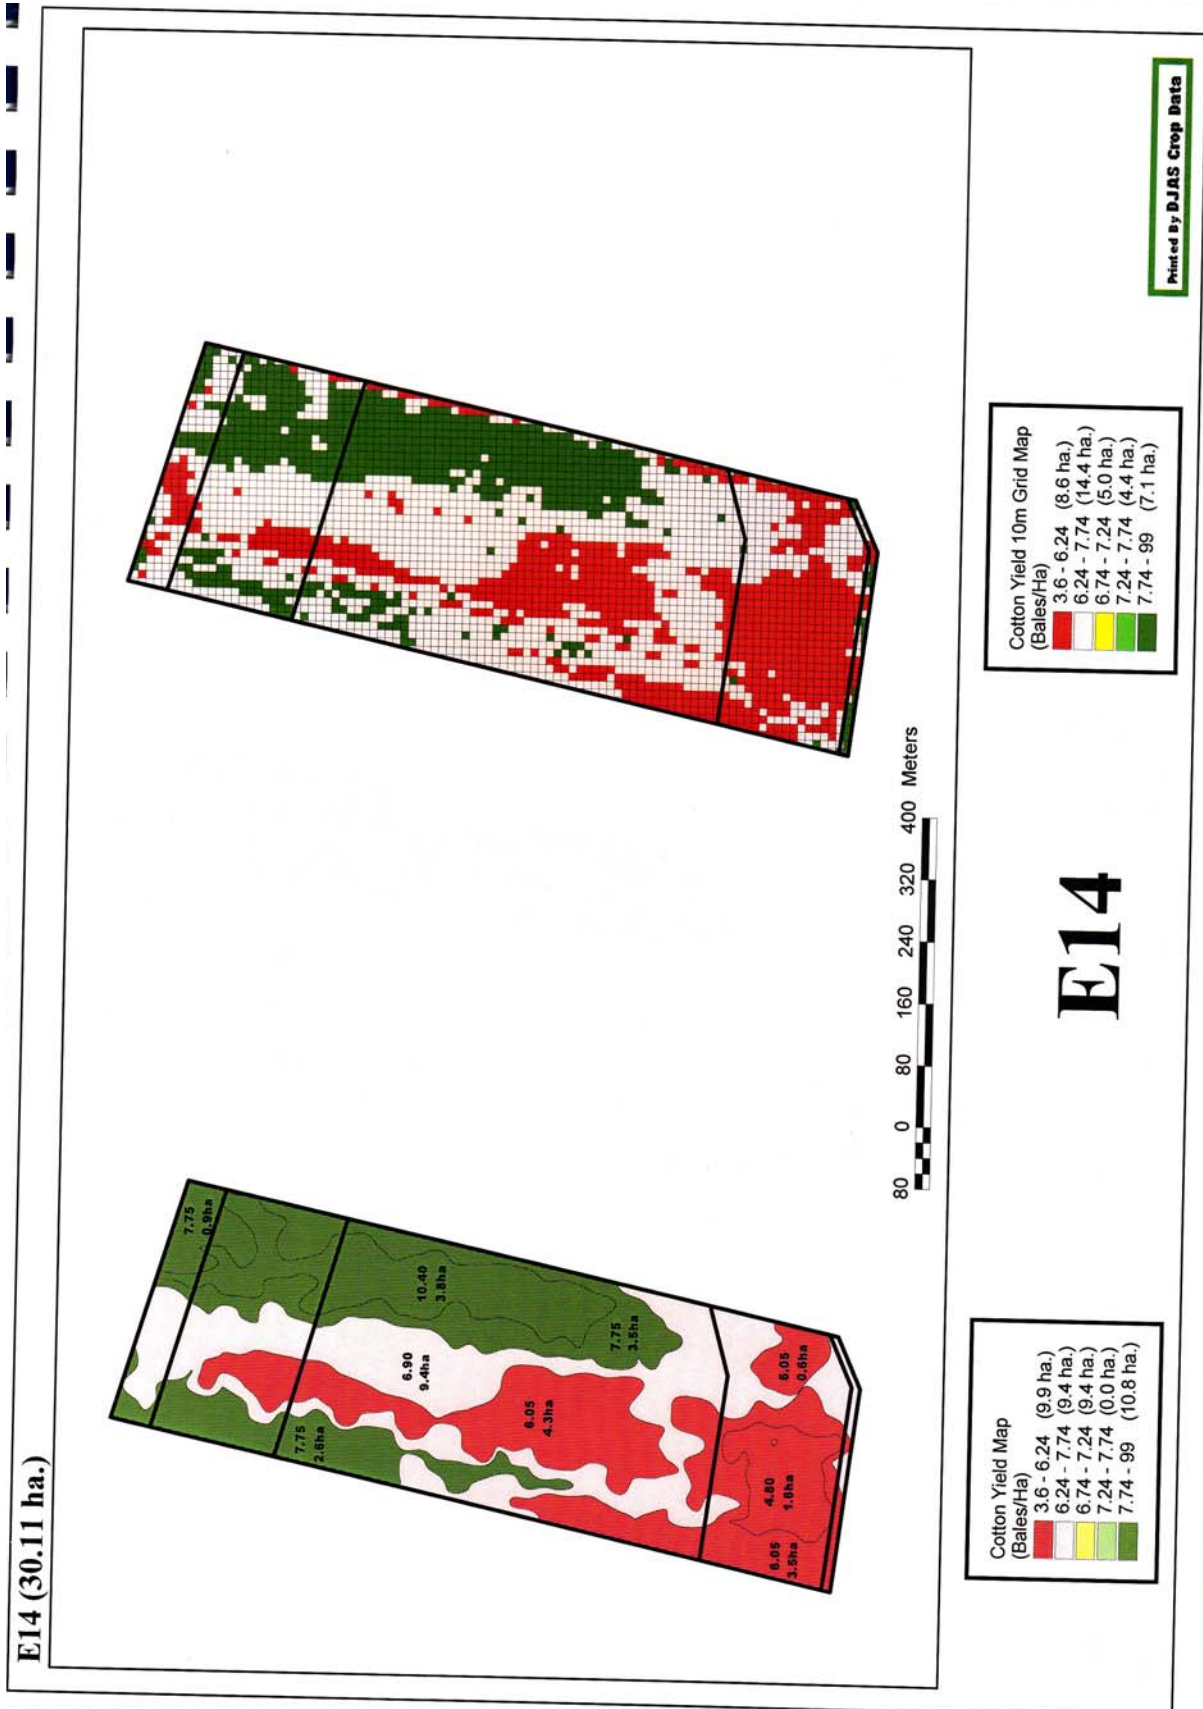 E14 (30.11 ha.)
7.75
0.9ha
10.40
3.8ha
7.75
3.5ha
6.90
9.4ha
7.75
2.6ha
6.05
4.3ha
6.05
0.6ha
4.80
1.8ha
6.05
3.5ha
80 0 80 160 240 320 400 Meters
Cotton Yield Map
(Bales/Ha)
3.6 - 6.24 (9.9 ha.)
6.24 - 7.74 (9.4 ha.)
6.74 - 7.24 (9.4 ha.)
7.24 - 7.74 (0.0 ha.)
7.74 - 99 (10.8 ha.)
E14
Cotton Yield 10m Grid Map
(Bales/Ha)
3.6 - 6.24 (8.6 ha.)
6.24 - 7.74 (14.4 ha.)
6.74 - 7.24 (5.0 ha.)
7.24 - 7.74 (4.4 ha.)
7.74 - 99 (7.1 ha.)
Printed By DJAS Crop Data